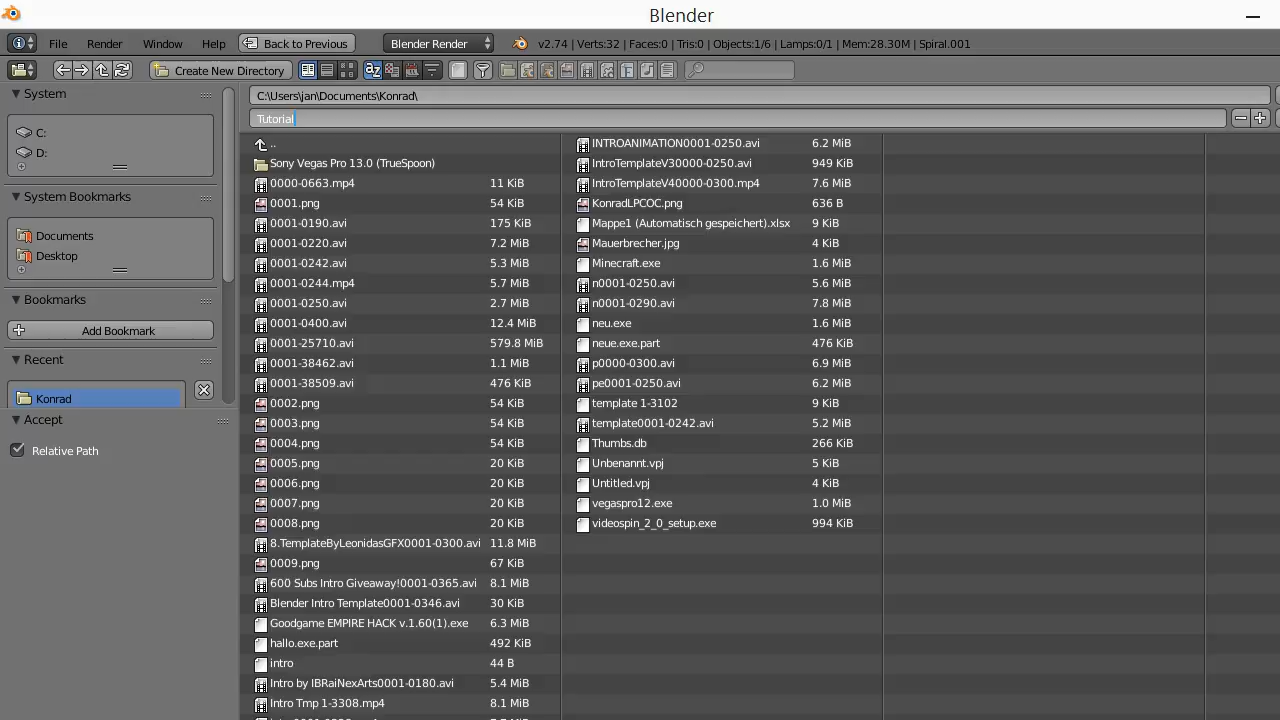 Blender
File Render Window Help Back to Previous Blender Render v2.74 | Verts:32 | Faces:0 | Tris:0 | Objects:1/6 | Lamps:0/1 | Mem:28.30M | Spiral.001
Create New Directory
System
C:\Users\jan\Documents\Konrad\
Tutorial
C:
D:
System Bookmarks
Documents
Desktop
Bookmarks
Add Bookmark
Recent
Konrad
Accept
Relative Path
..
Sony Vegas Pro 13.0 (TrueSpoon)
0000-0663.mp4 11 KiB
0001.png 54 KiB
0001-0190.avi 175 KiB
0001-0220.avi 7.2 MiB
0001-0242.avi 5.3 MiB
0001-0244.mp4 5.7 MiB
0001-0250.avi 2.7 MiB
0001-0400.avi 12.4 MiB
0001-25710.avi 579.8 MiB
0001-38462.avi 1.1 MiB
0001-38509.avi 476 KiB
0002.png 54 KiB
0003.png 54 KiB
0004.png 54 KiB
0005.png 20 KiB
0006.png 20 KiB
0007.png 20 KiB
0008.png 20 KiB
8.TemplateByLeonidasGFX0001-0300.avi 11.8 MiB
0009.png 67 KiB
600 Subs Intro Giveaway!0001-0365.avi 8.1 MiB
Blender Intro Template0001-0346.avi 30 KiB
Goodgame EMPIRE HACK v.1.60(1).exe 6.3 MiB
hallo.exe.part 492 KiB
intro 44 B
Intro by IBRaiNexArts0001-0180.avi 5.4 MiB
Intro Tmp 1-3308.mp4 8.1 MiB
INTROANIMATION0001-0250.avi 6.2 MiB
IntroTemplateV30000-0250.avi 949 KiB
IntroTemplateV40000-0300.mp4 7.6 MiB
KonradLPCOC.png 636 B
Mappe1 (Automatisch gespeichert).xlsx 9 KiB
Mauerbrecher.jpg 4 KiB
Minecraft.exe 1.6 MiB
n0001-0250.avi 5.6 MiB
n0001-0290.avi 7.8 MiB
neu.exe 1.6 MiB
neue.exe.part 476 KiB
p0000-0300.avi 6.9 MiB
pe0001-0250.avi 6.2 MiB
template 1-3102 9 KiB
template0001-0242.avi 5.2 MiB
Thumbs.db 266 KiB
Unbenannt.vpj 5 KiB
Untitled.vpj 4 KiB
vegaspro12.exe 1.0 MiB
videospin_2_0_setup.exe 994 KiB